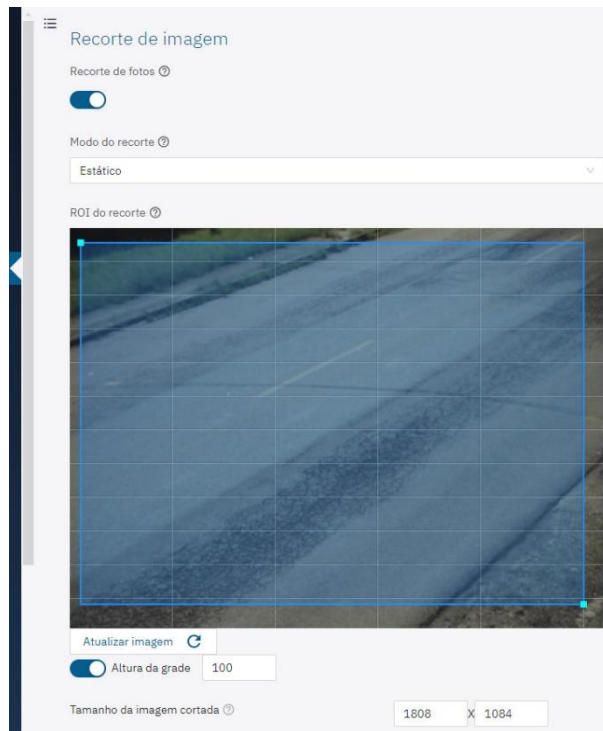 Recorte de imagem
Recorte de fotos
Modo do recorte
Estático
ROI do recorte
Atualizar imagem
Altura da grade 100
Tamanho da imagem cortada 1808 X 1084